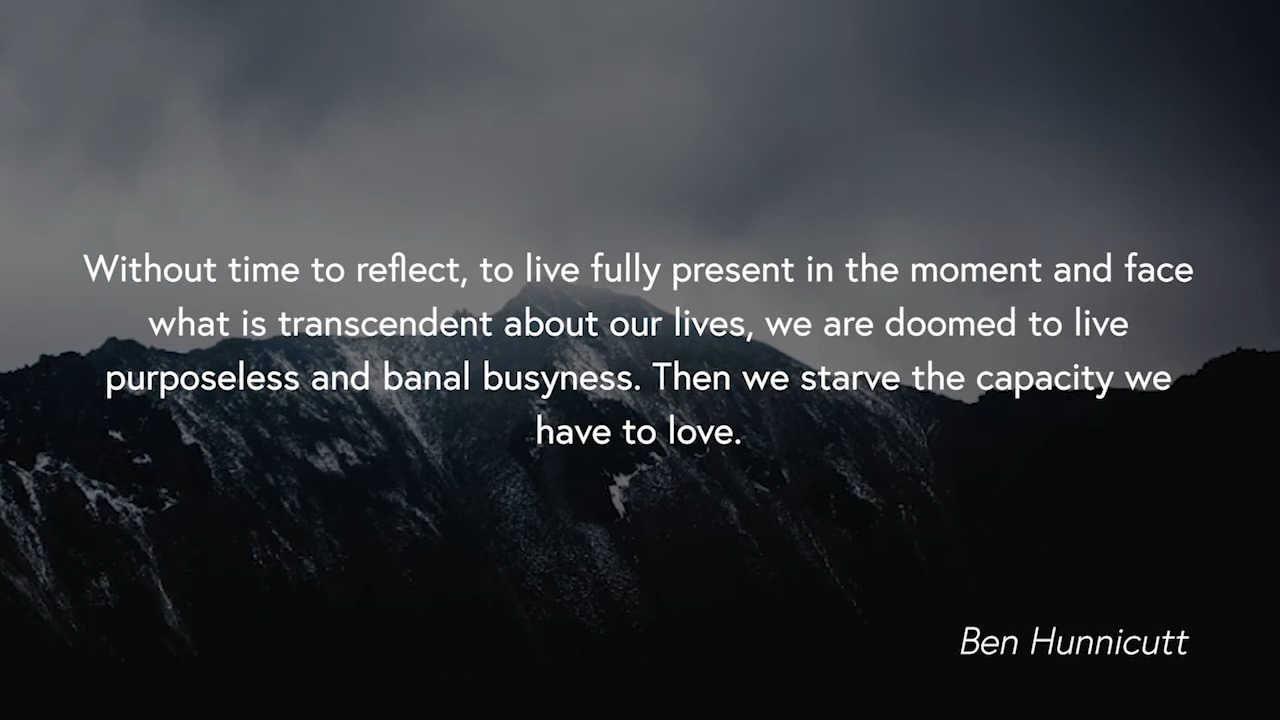 Without time to reflect, to live fully present in the moment and face
what is transcendent about our lives, we are doomed to live
purposeless and banal busyness. Then we starve the capacity we
have to love.
Ben Hunnicutt